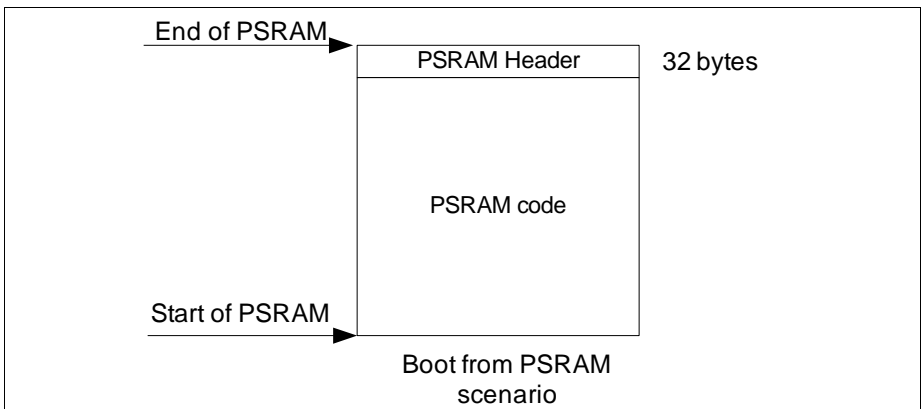 End of PSRAM
PSRAM Header
32 bytes
PSRAM code
Start of PSRAM
Boot from PSRAM
scenario